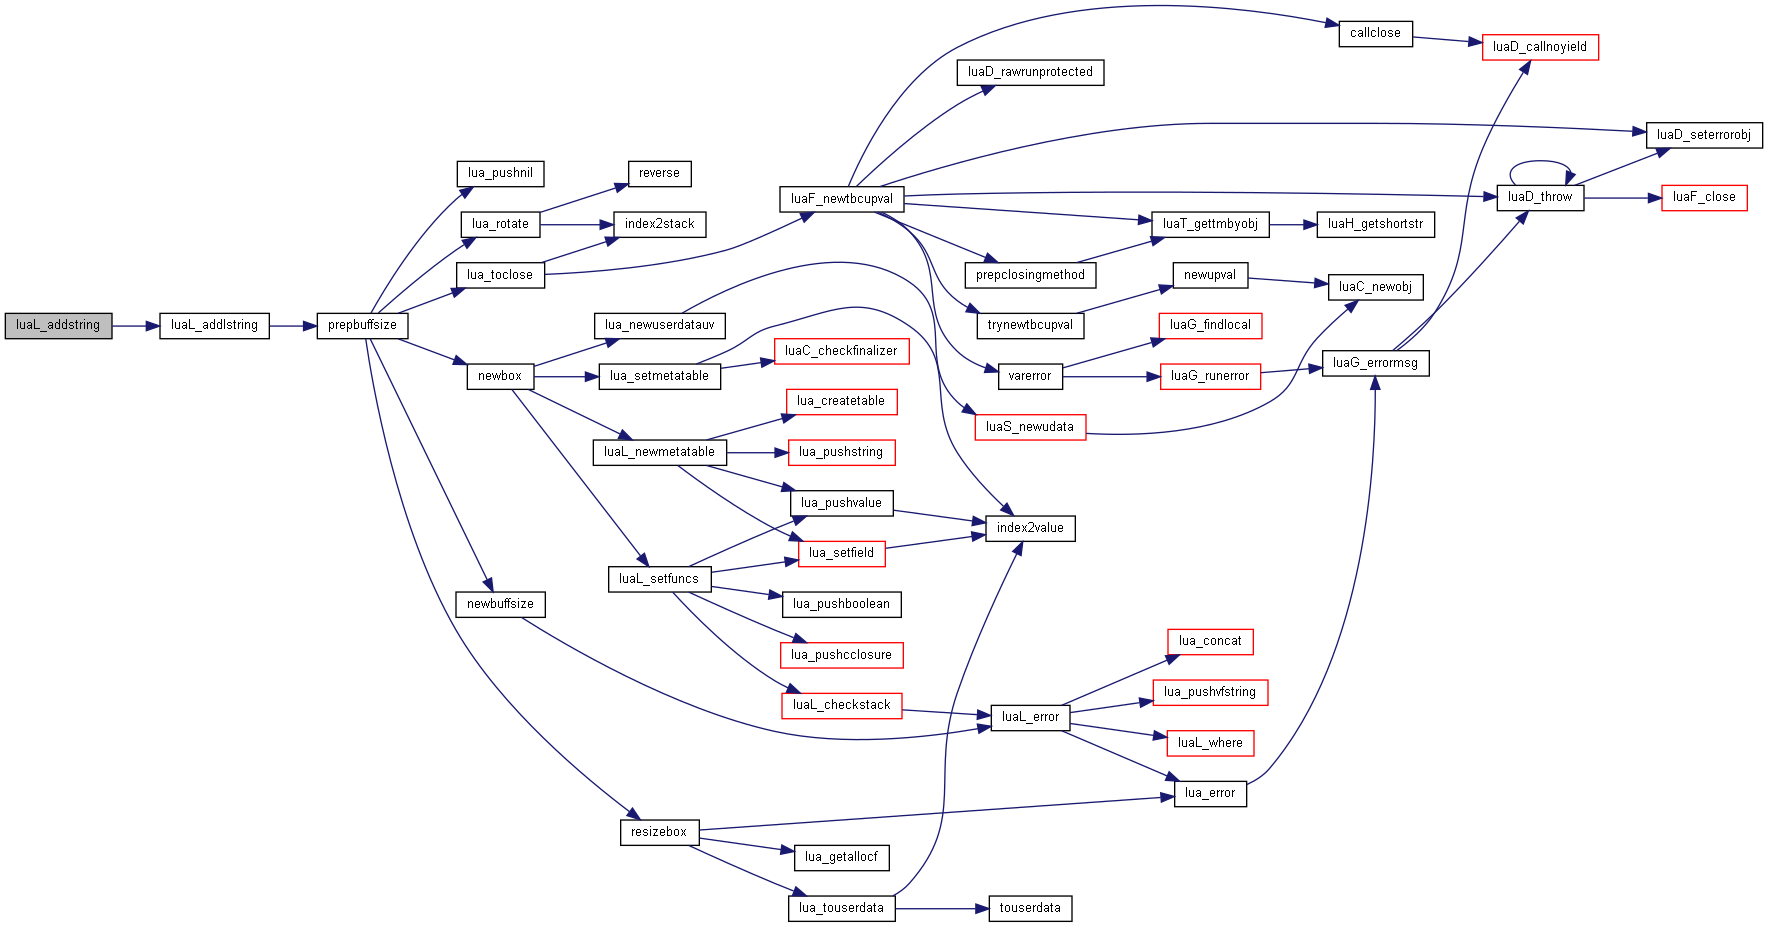 callclose
luaD_callnoyield
luaD_rawrunprotected
luaD_seterrorobj
lua_pushnil
reverse
luaF_newtbcupval
luaD_throw
luaF_close
lua_rotate
index2stack
luaT_gettmbyobj
luaH_getshortstr
lua_toclose
prepclosingmethod
newupval
luaC_newobj
luaL_addstring
luaL_addlstring
prepbuffsize
lua_newuserdatauv
trynewtbcupval
luaG_findlocal
luaC_checkfinalizer
luaG_errormsg
newbox
lua_setmetatable
varerror
luaG_runerror
lua_createtable
luaS_newudata
luaL_newmetatable
lua_pushstring
lua_pushvalue
index2value
lua_setfield
luaL_setfuncs
newbuffsize
lua_pushboolean
lua_concat
lua_pushcclosure
lua_pushvfstring
luaL_checkstack
luaL_error
luaL_where
lua_error
resizebox
lua_getallocf
lua_touserdata
touserdata